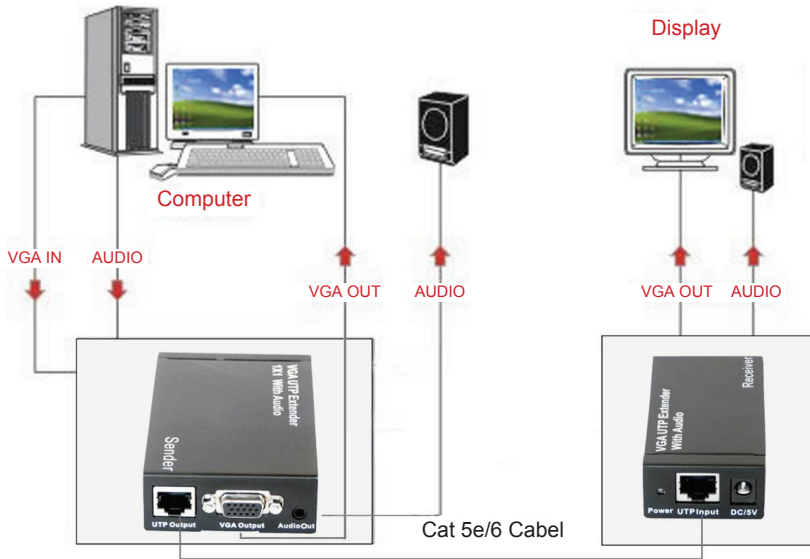 Display
Computer
VGA IN
AUDIO
VGA OUT
AUDIO
VGA OUT
AUDIO
VGA UTP Extender
1X1 With Audio
Sender
UTP Output
VGA Output
AudioOut
Receiver
VGA UTP Extender
With Audio
Power
UTP Input
DC/5V
Cat 5e/6 Cabel